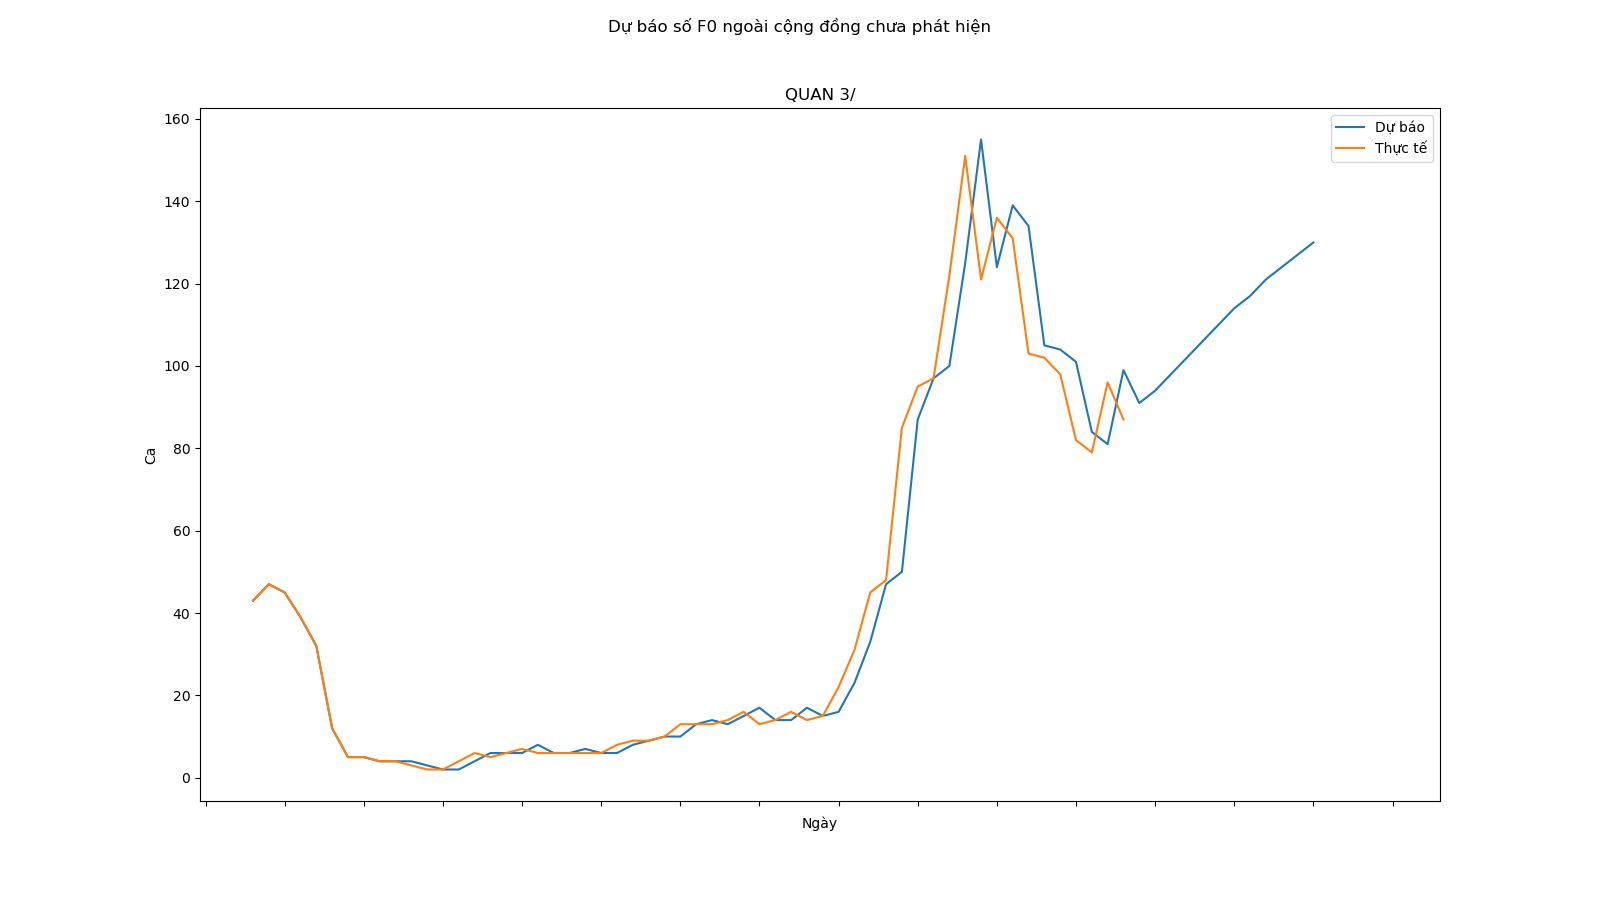 Dự báo số F0 ngoài cộng đồng chưa phát hiện
QUAN 3/
Dự báo
Thực tế
160
140
120
100
80
60
40
20
0
Ca
Ngày